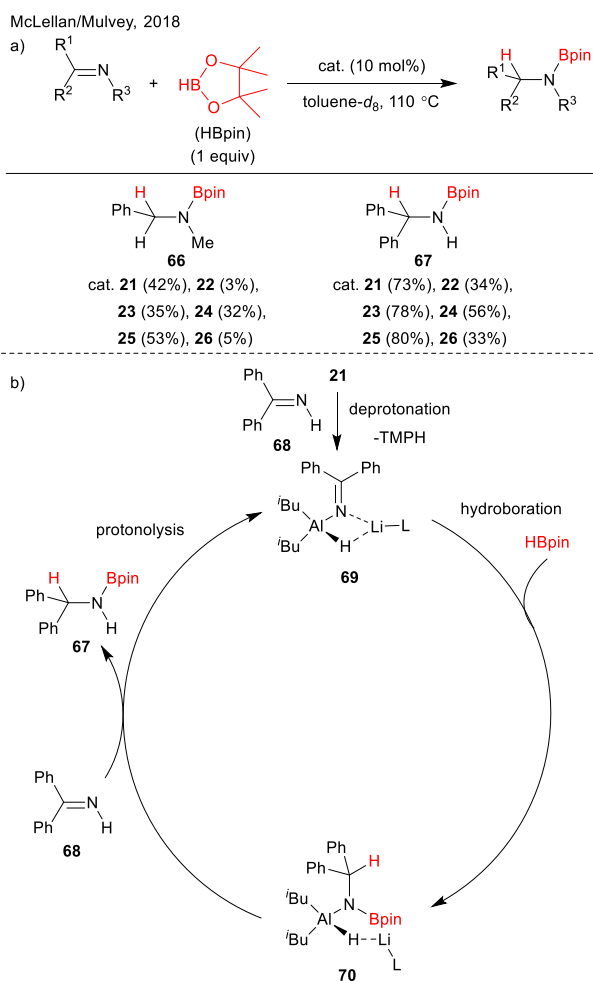 McLellan/Mulvey, 2018
a)
R1
R2
N
R3
+
HB
O
O
(HBpin)
(1 equiv)
cat. (10 mol%)
toluene-d8, 110 °C
H
Bpin
R1
N
R2
R3
H
Bpin
Ph
N
H
Me
66
cat. 21 (42%), 22 (3%),
23 (35%), 24 (32%),
25 (53%), 26 (5%)
H
Bpin
Ph
N
Ph
H
67
cat. 21 (73%), 22 (34%),
23 (78%), 24 (56%),
25 (80%), 26 (33%)
b)
Ph
N
Ph
H
68
21
deprotonation
-TMPH
Ph
Ph
iBu
N
Al
Li
L
H
iBu
69
hydroboration
HBpin
protonolysis
H
Bpin
Ph
N
Ph
H
67
Ph
N
Ph
H
68
Ph
Ph
H
iBu
N
Al
Bpin
iBu
H
Li
L
70